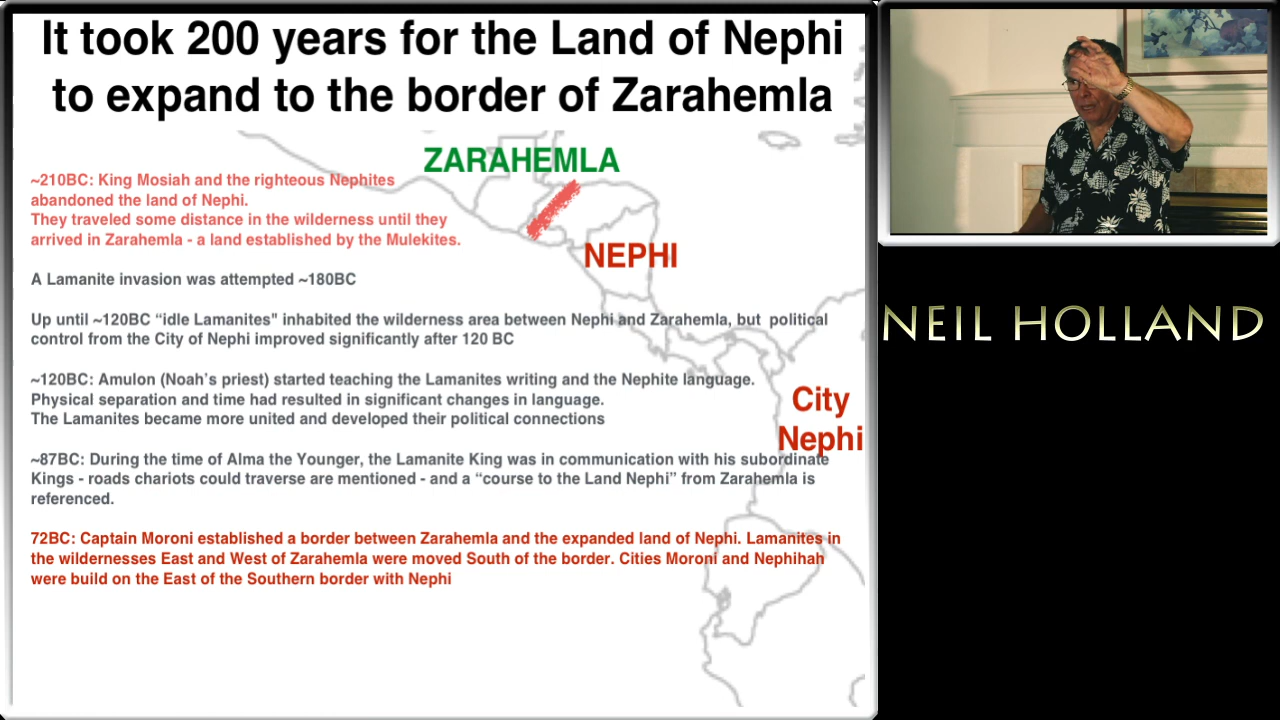 It took 200 years for the Land of Nephi
to expand to the border of Zarahemla
ZARAHEMLA
~210BC: King Mosiah and the righteous Nephites
abandoned the land of Nephi.
They traveled some distance in the wilderness until they
arrived in Zarahemla - a land established by the Mulekites.
NEPHI
A Lamanite invasion was attempted ~180BC
Up until ~120BC “idle Lamanites" inhabited the wilderness area between Nephi and Zarahemla, but political
control from the City of Nephi improved significantly after 120 BC
~120BC: Amulon (Noah’s priest) started teaching the Lamanites writing and the Nephite language.
Physical separation and time had resulted in significant changes in language.
The Lamanites became more united and developed their political connections
City
Nephi
~87BC: During the time of Alma the Younger, the Lamanite King was in communication with his subordinate
Kings - roads chariots could traverse are mentioned - and a “course to the Land Nephi” from Zarahemla is
referenced.
72BC: Captain Moroni established a border between Zarahemla and the expanded land of Nephi. Lamanites in
the wildernesses East and West of Zarahemla were moved South of the border. Cities Moroni and Nephihah
were build on the East of the Southern border with Nephi
NEIL HOLLAND